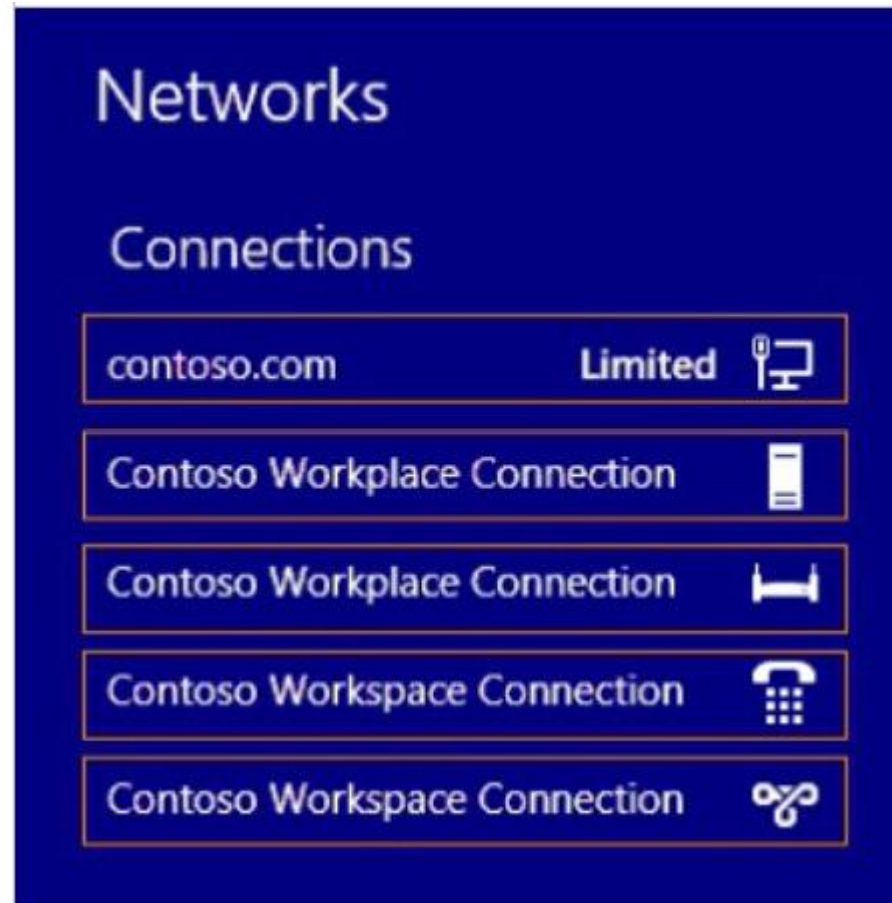 Networks
Connections
contoso.com Limited
Contoso Workplace Connection
Contoso Workplace Connection
Contoso Workspace Connection
Contoso Workspace Connection